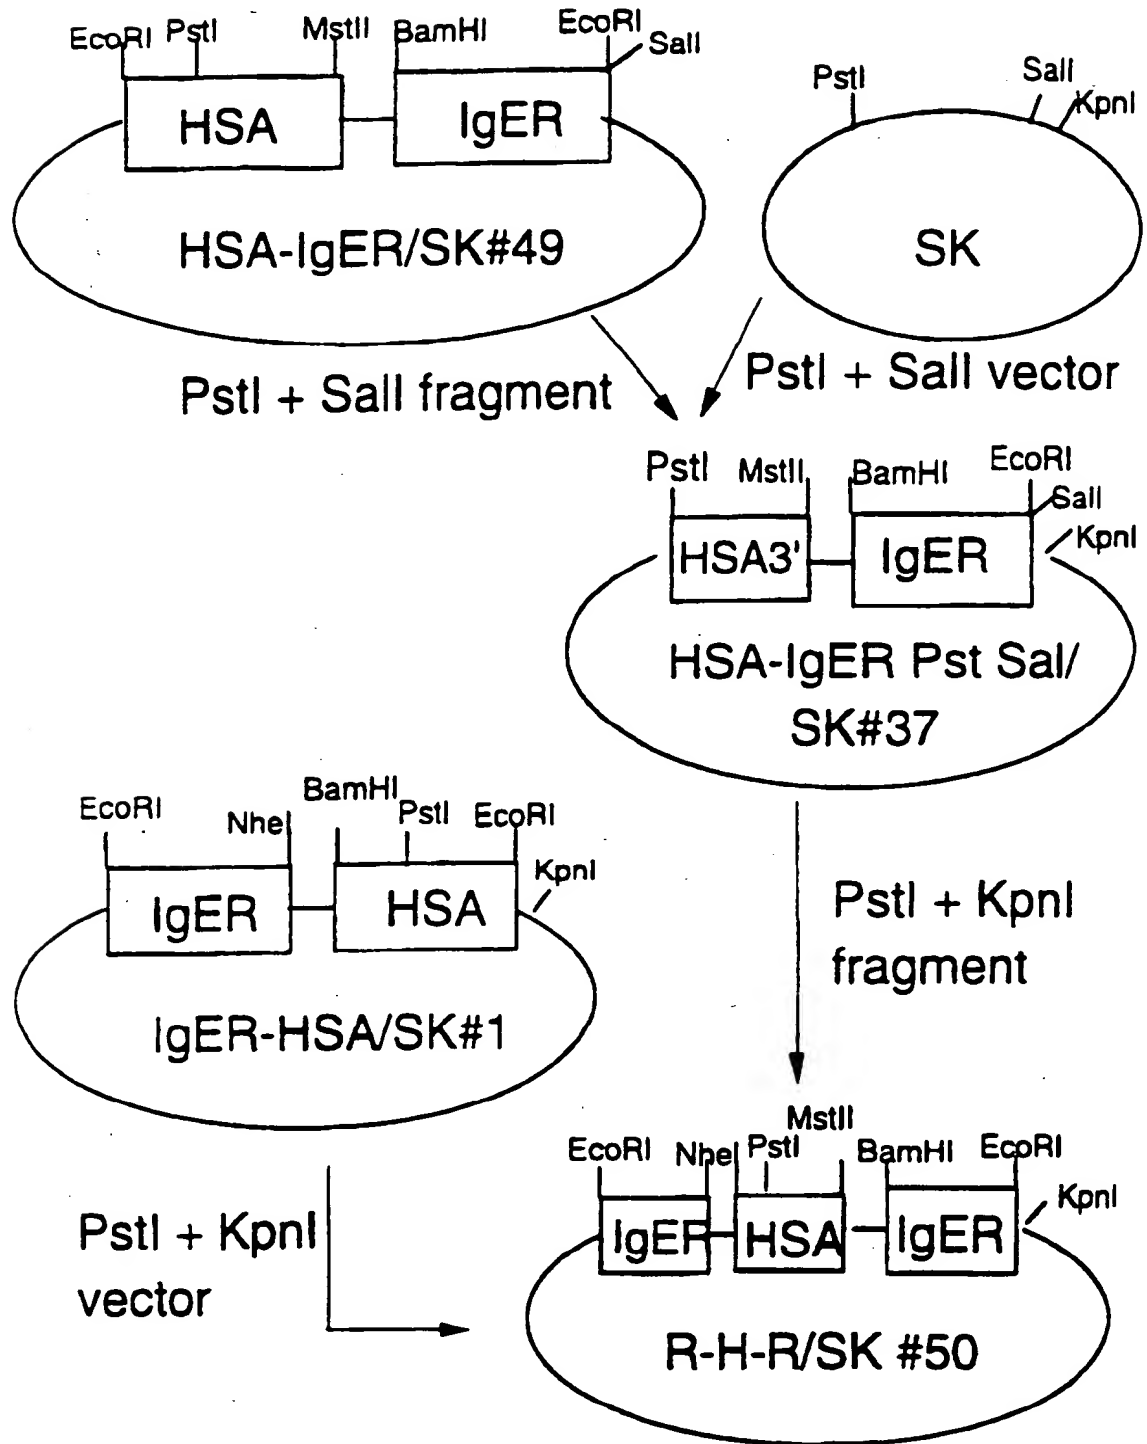 EcoRI PstI MstII BamHI EcoRI SalI
HSA IgER
HSA-IgER/SK#49
PstI SalI KpnI
SK
PstI + SalI fragment
PstI + SalI vector
PstI MstII BamHI EcoRI SalI KpnI
HSA3' IgER
HSA-IgER Pst Sal/
SK#37
EcoRI NheI BamHI PstI EcoRI KpnI
IgER HSA
IgER-HSA/SK#1
PstI + KpnI
fragment
PstI + KpnI
vector
MstII
EcoRI NheI PstI BamHI EcoRI KpnI
IgER HSA IgER
R-H-R/SK #50